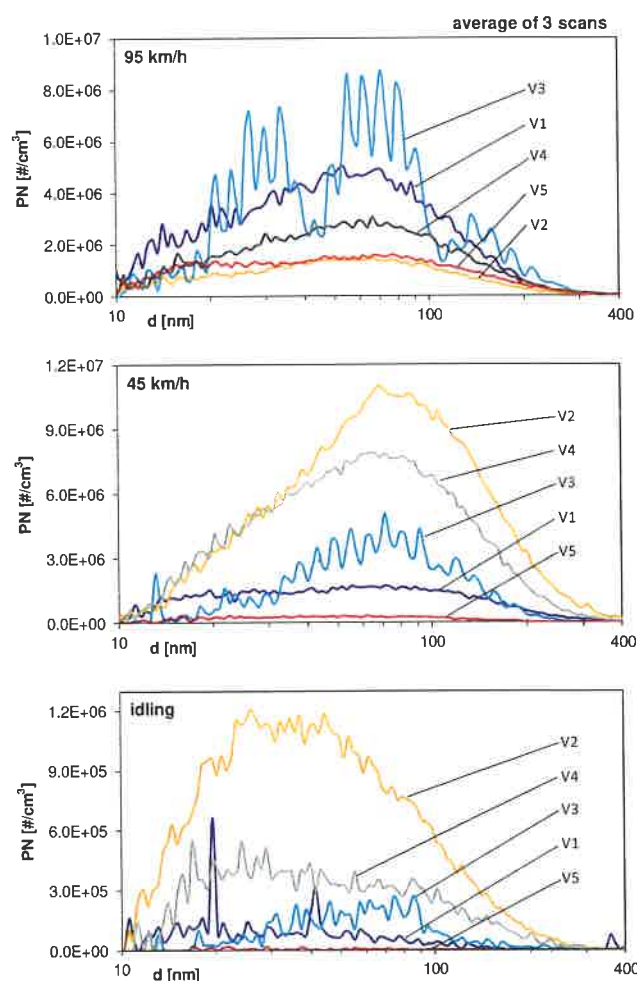 average of 3 scans
1.0E+07
95 km/h
8.0E+06
6.0E+06
4.0E+06
2.0E+06
0.0E+00
PN [#/cm³]
V3
V1
V4
V5
V2
10
d [nm]
100
400
1.2E+07
45 km/h
9.0E+06
6.0E+06
3.0E+06
0.0E+00
PN [#/cm³]
V2
V4
V3
V1
V5
10
d [nm]
100
400
idling
1.2E+06
9.0E+05
6.0E+05
3.0E+05
0.0E+00
PN [#/cm³]
V2
V4
V3
V1
V5
10
d [nm]
100
400